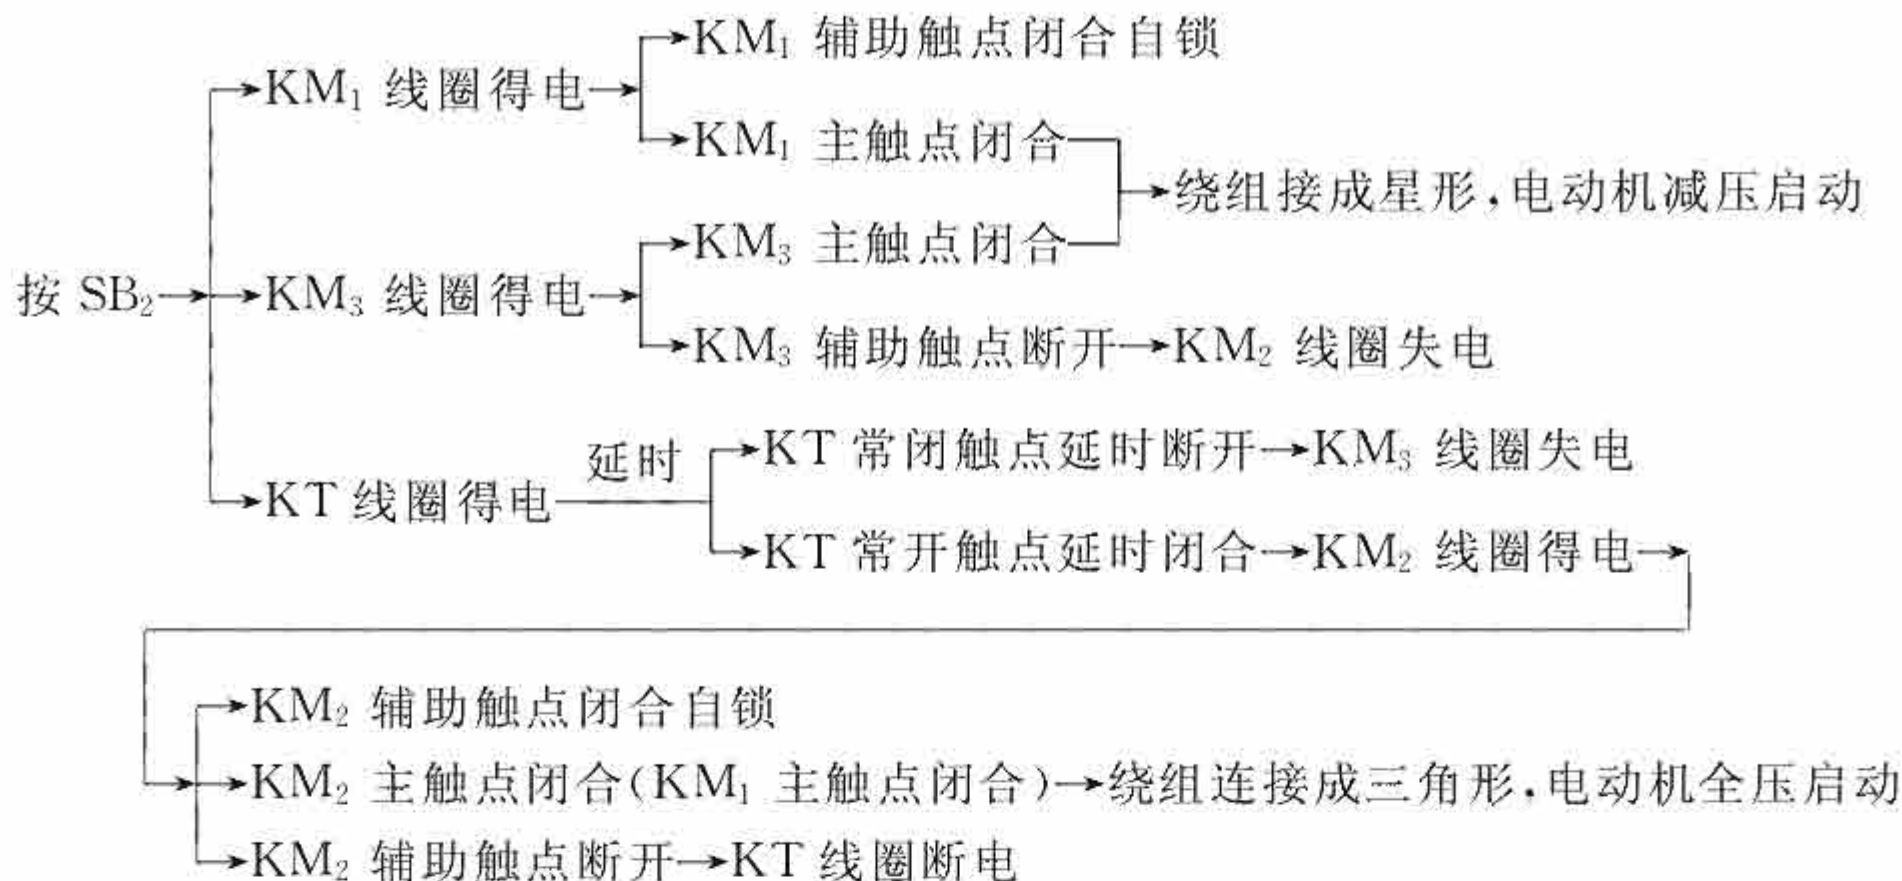 KM₁ 辅助触点闭合自锁
KM₁ 线圈得电
KM₁ 主触点闭合
绕组接成星形,电动机减压启动
KM₃ 主触点闭合
按 SB₂
KM₃ 线圈得电
KM₃ 辅助触点断开 KM₂ 线圈失电
延时
KT 常闭触点延时断开 KM₃ 线圈失电
KT 线圈得电
KT 常开触点延时闭合 KM₂ 线圈得电
KM₂ 辅助触点闭合自锁
KM₂ 主触点闭合(KM₁ 主触点闭合) 绕组连接成三角形,电动机全压启动
KM₂ 辅助触点断开 KT 线圈断电